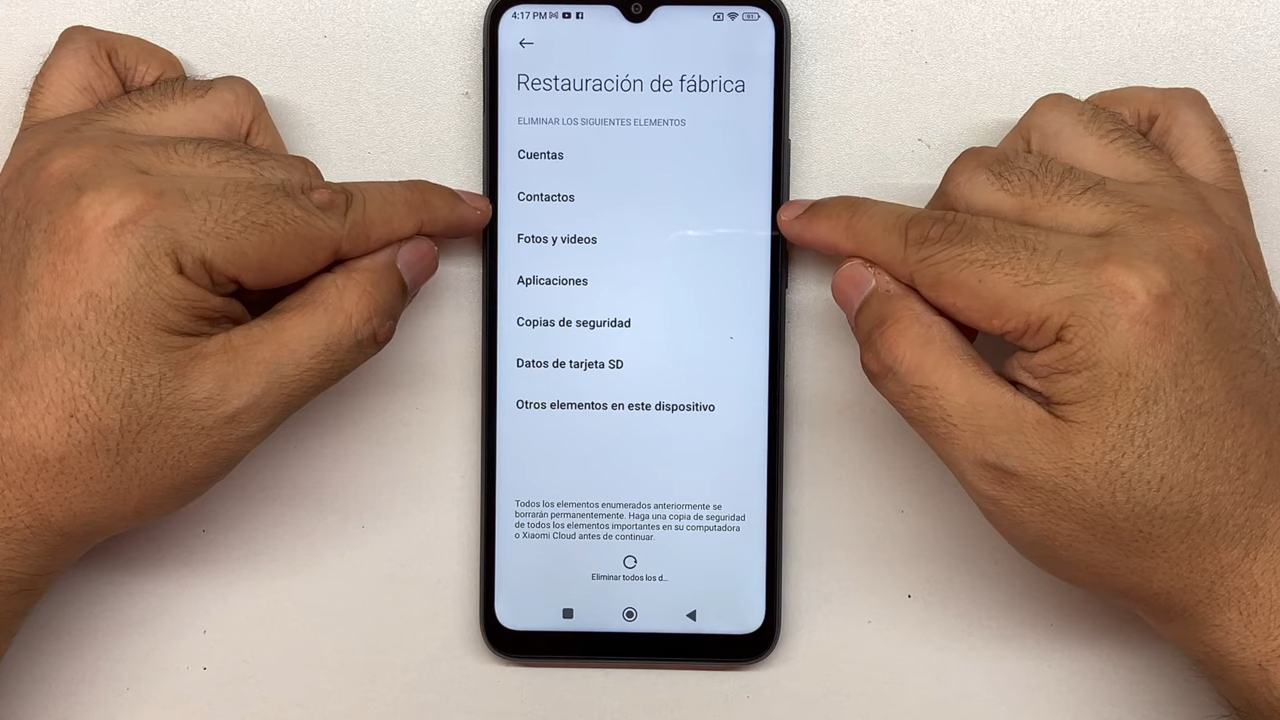 4:17 PM
91
Restauración de fábrica
ELIMINAR LOS SIGUIENTES ELEMENTOS
Cuentas
Contactos
Fotos y videos
Aplicaciones
Copias de seguridad
Datos de tarjeta SD
Otros elementos en este dispositivo
Todos los elementos enumerados anteriormente se
borrarán permanentemente. Haga una copia de seguridad
de todos los elementos importantes en su computadora
o Xiaomi Cloud antes de continuar.
Eliminar todos los d...